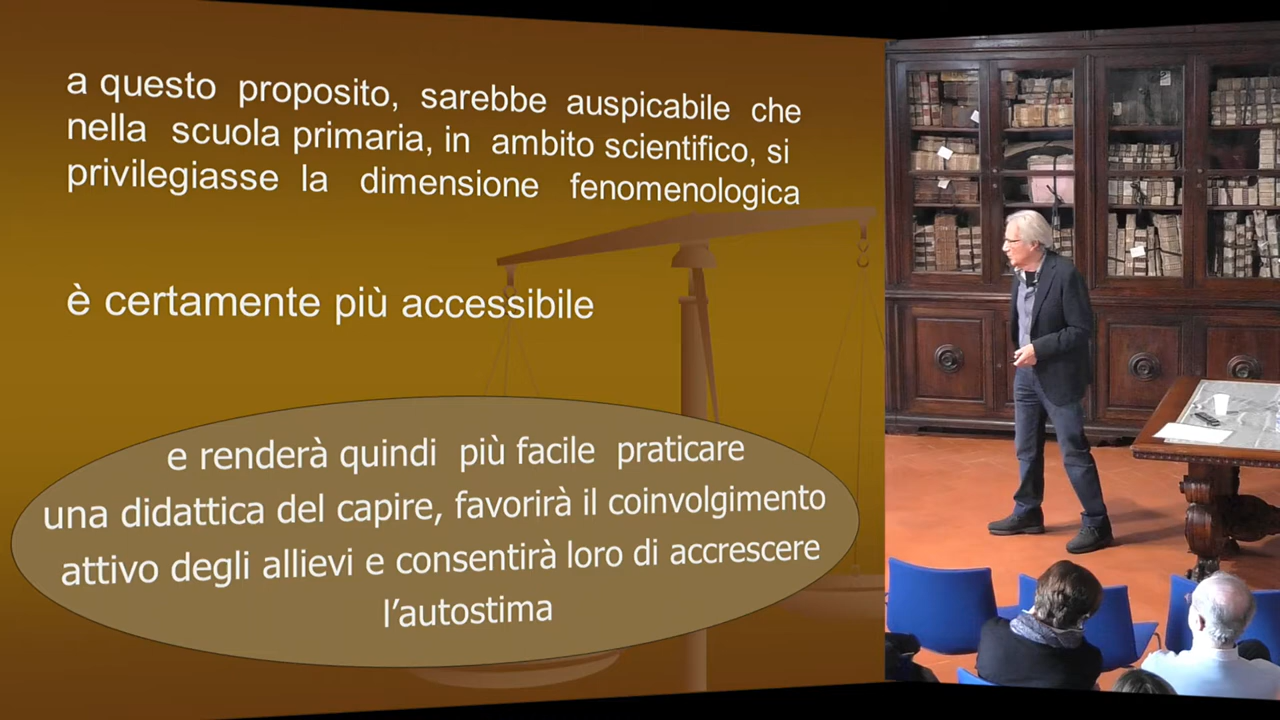 a questo proposito, sarebbe auspicabile che
nella scuola primaria, in ambito scientifico, si
privilegiasse la dimensione fenomenologica
è certamente più accessibile
e renderà quindi più facile praticare
una didattica del capire, favorirà il coinvolgimento
attivo degli allievi e consentirà loro di accrescere
l'autostima